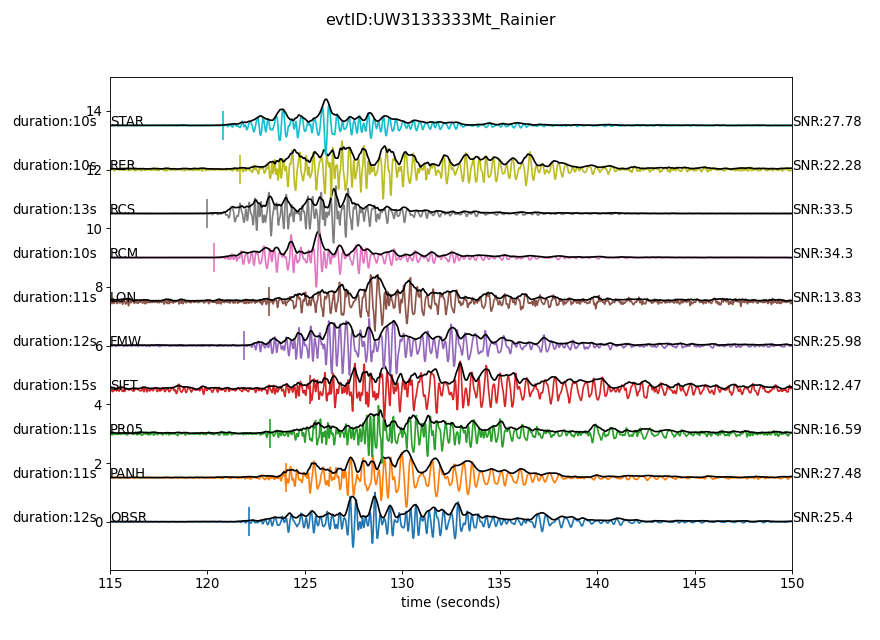 evtID:UW3133333Mt_Rainier
14
duration:10s STAR SNR:27.78
duration:10s RER SNR:22.28
12
duration:13s RCS SNR:33.5
10
duration:10s RCM SNR:34.3
8
duration:11s LON SNR:13.83
duration:12s FMW SNR:25.98
6
duration:15s SIFT SNR:12.47
4
duration:11s PR05 SNR:16.59
2
duration:11s PANH SNR:27.48
duration:12s OBSR SNR:25.4
0
115 120 125 130 135 140 145 150
time (seconds)